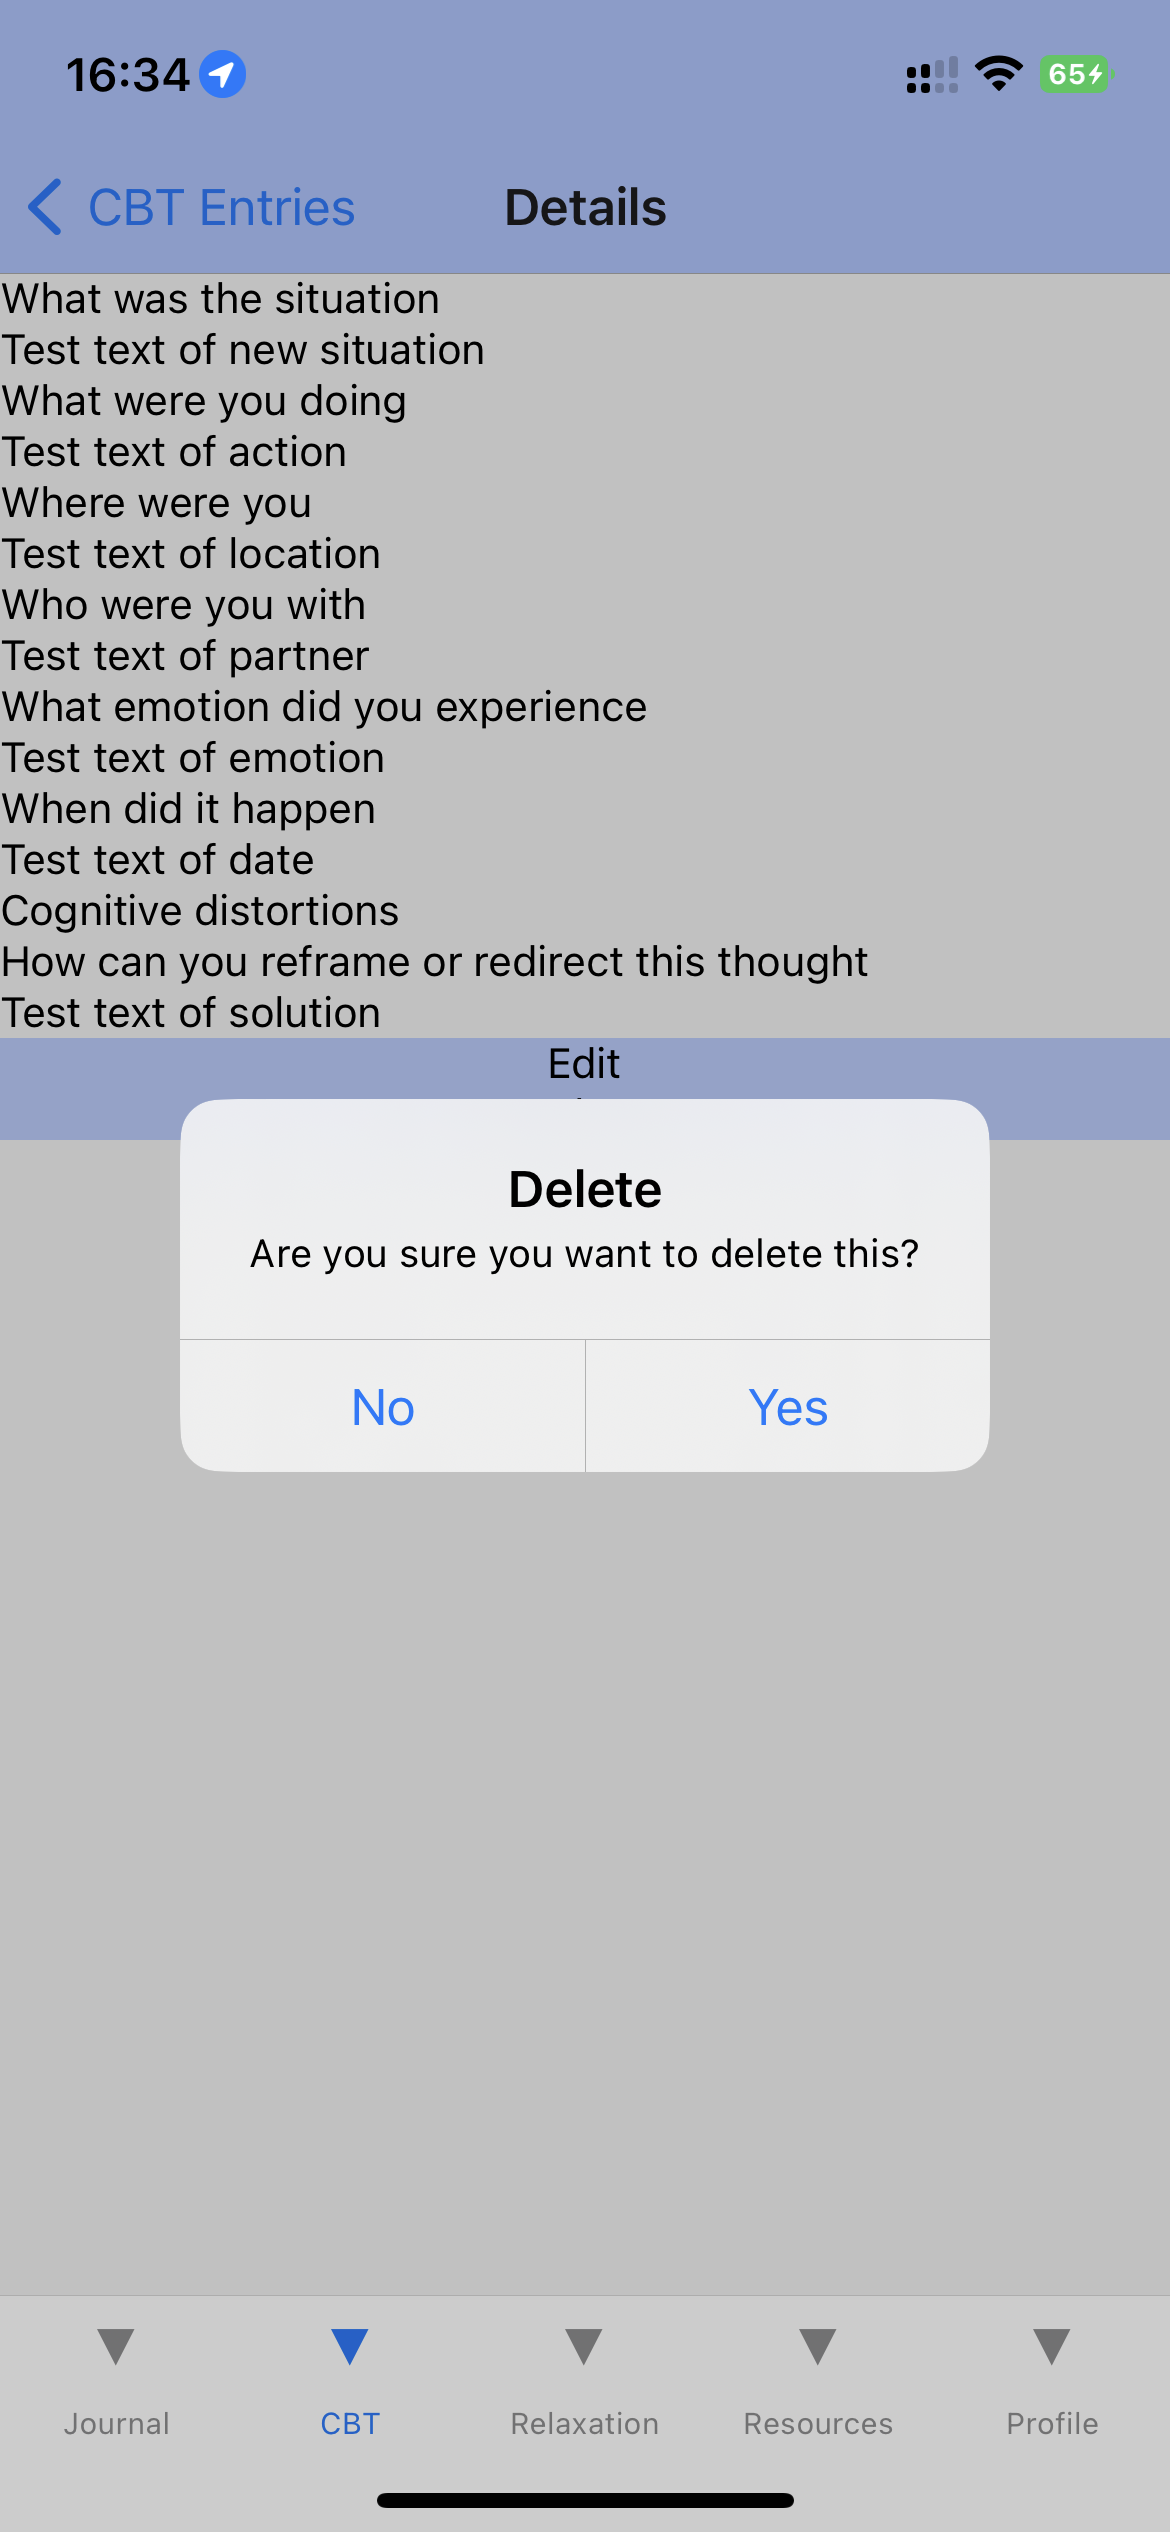 16:34
65
CBT Entries
Details
What was the situation
Test text of new situation
What were you doing
Test text of action
Where were you
Test text of location
Who were you with
Test text of partner
What emotion did you experience
Test text of emotion
When did it happen
Test text of date
Cognitive distortions
How can you reframe or redirect this thought
Test text of solution
Edit
Delete
Are you sure you want to delete this?
No
Yes
Journal
CBT
Relaxation
Resources
Profile